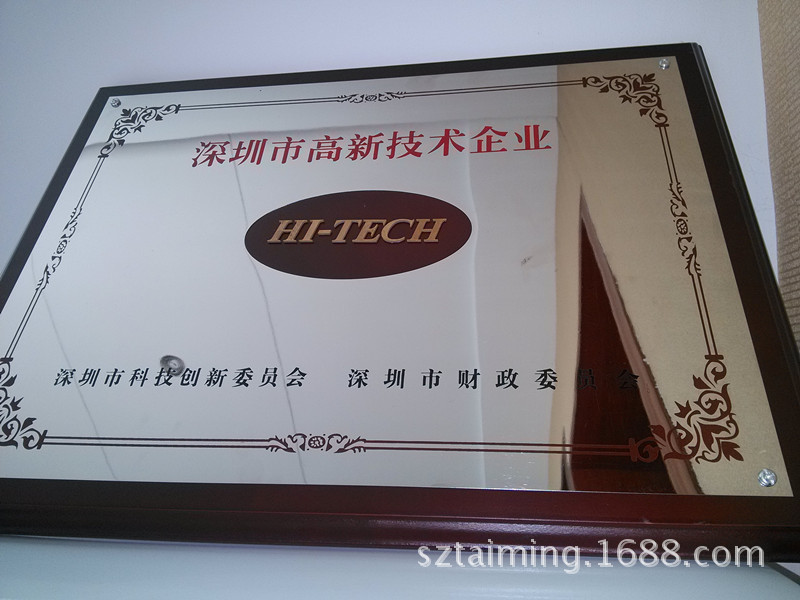 深圳市高新技术企业
HI-TECH
深圳市科技创新委员会 深圳市财政委员会
sztaiming.1688.com